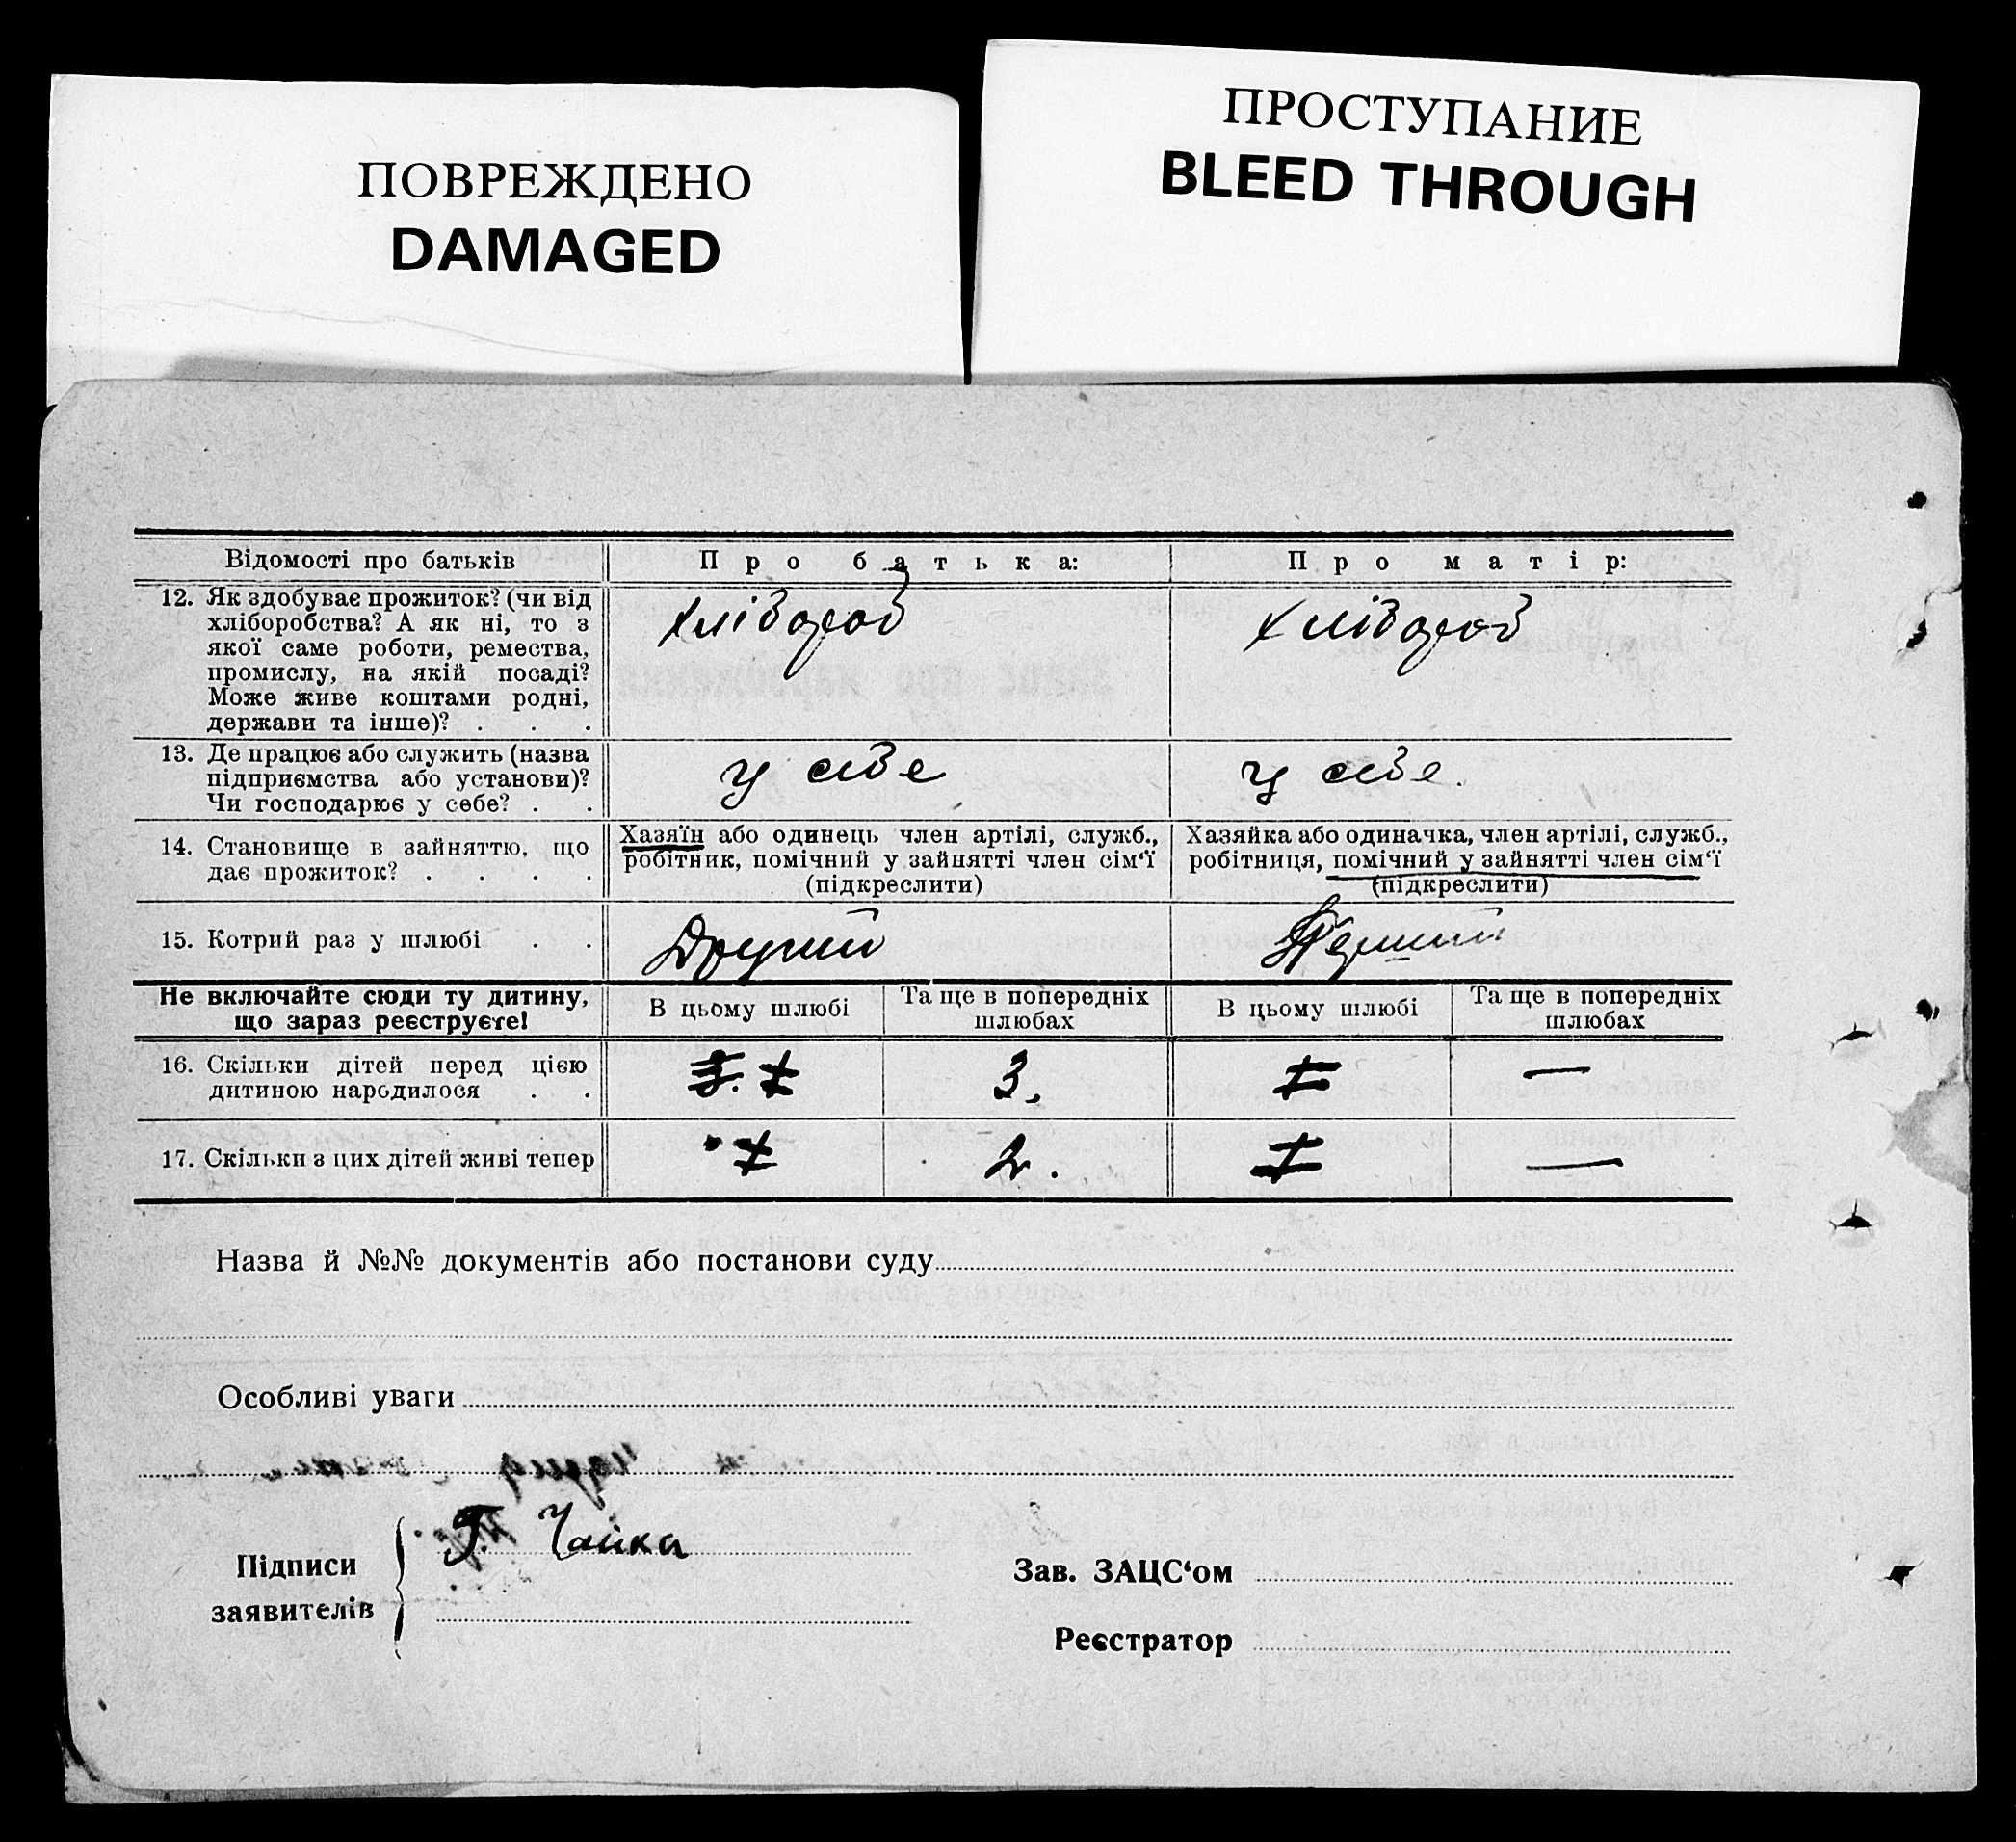 ПОВРЕЖДЕНО
DAMAGED
ПРОСТУПАНИЕ
BLEED THROUGH
Відомості про батьків
Про батька:
Про матір:
12. Як здобуває прожиток? (чи від
хліборобства? А як ні, то з
якої саме роботи, ремества,
промислу, на якій посаді?
Може живе коштами родні,
держави та інше)? . . .
хлібороб
хлібороб
13. Де працює або служить (назва
підприємства або установи)?
Чи господарює у себе? . .
у себе
у себе.
14. Становище в зайняттю, що
дає прожиток? . . . .
Хазяїн або одинець член артілі, служб.,
робітник, помічний у зайнятті член сім‘ї
(підкреслити)
Хазяйка або одиначка, член артілі, служб.,
робітниця, помічний у зайнятті член сім‘ї
(підкреслити)
15. Котрий раз у шлюбі . .
Другий
Перший
Не включайте сюди ту дитину,
що зараз реєструєте!
В цьому шлюбі
Та ще в попередніх
шлюбах
В цьому шлюбі
Та ще в попередніх
шлюбах
16. Скільки дітей перед цією
дитиною народилося . .
3.
—
17. Скільки з цих дітей живі тепер
2.
—
Назва й №№ документів або постанови суду
Особливі уваги
Підписи
заявителів
Г. Чайка
Зав. ЗАЦС‘ом
Реєстратор